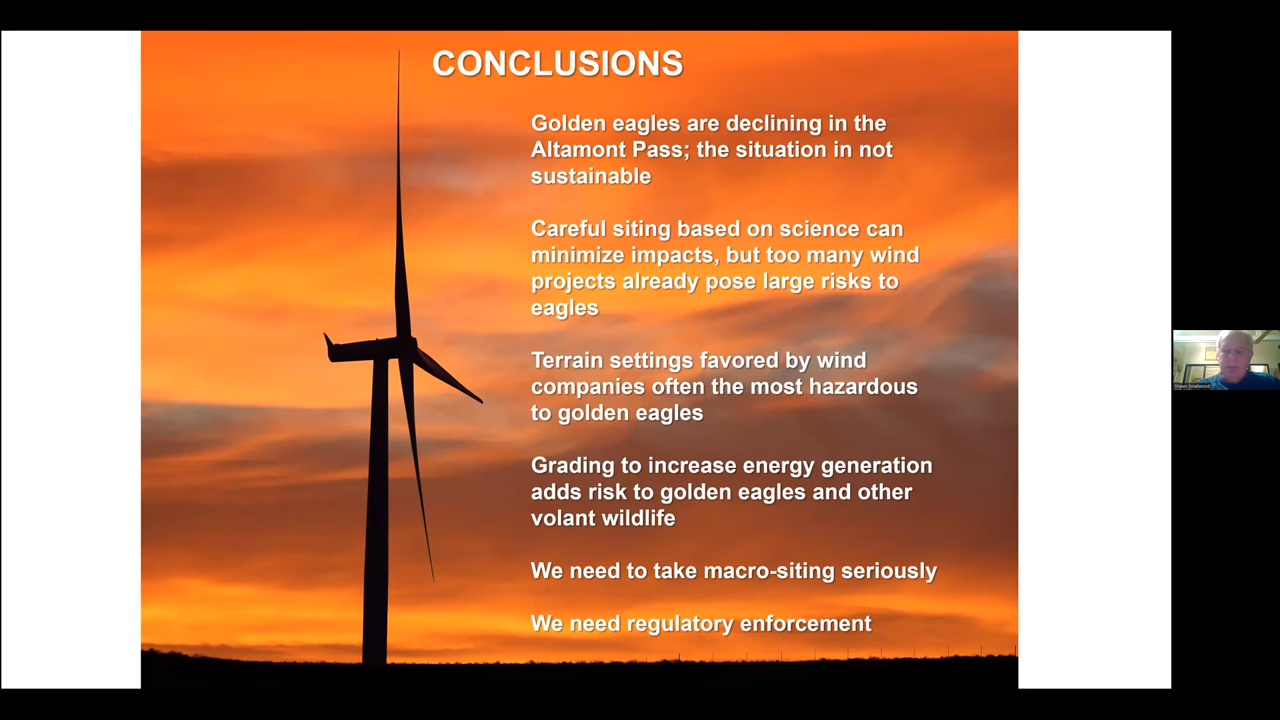 CONCLUSIONS
Golden eagles are declining in the
Altamont Pass; the situation in not
sustainable
Careful siting based on science can
minimize impacts, but too many wind
projects already pose large risks to
eagles
Terrain settings favored by wind
companies often the most hazardous
to golden eagles
Grading to increase energy generation
adds risk to golden eagles and other
volant wildlife
We need to take macro-siting seriously
We need regulatory enforcement
Shawn Smallwood